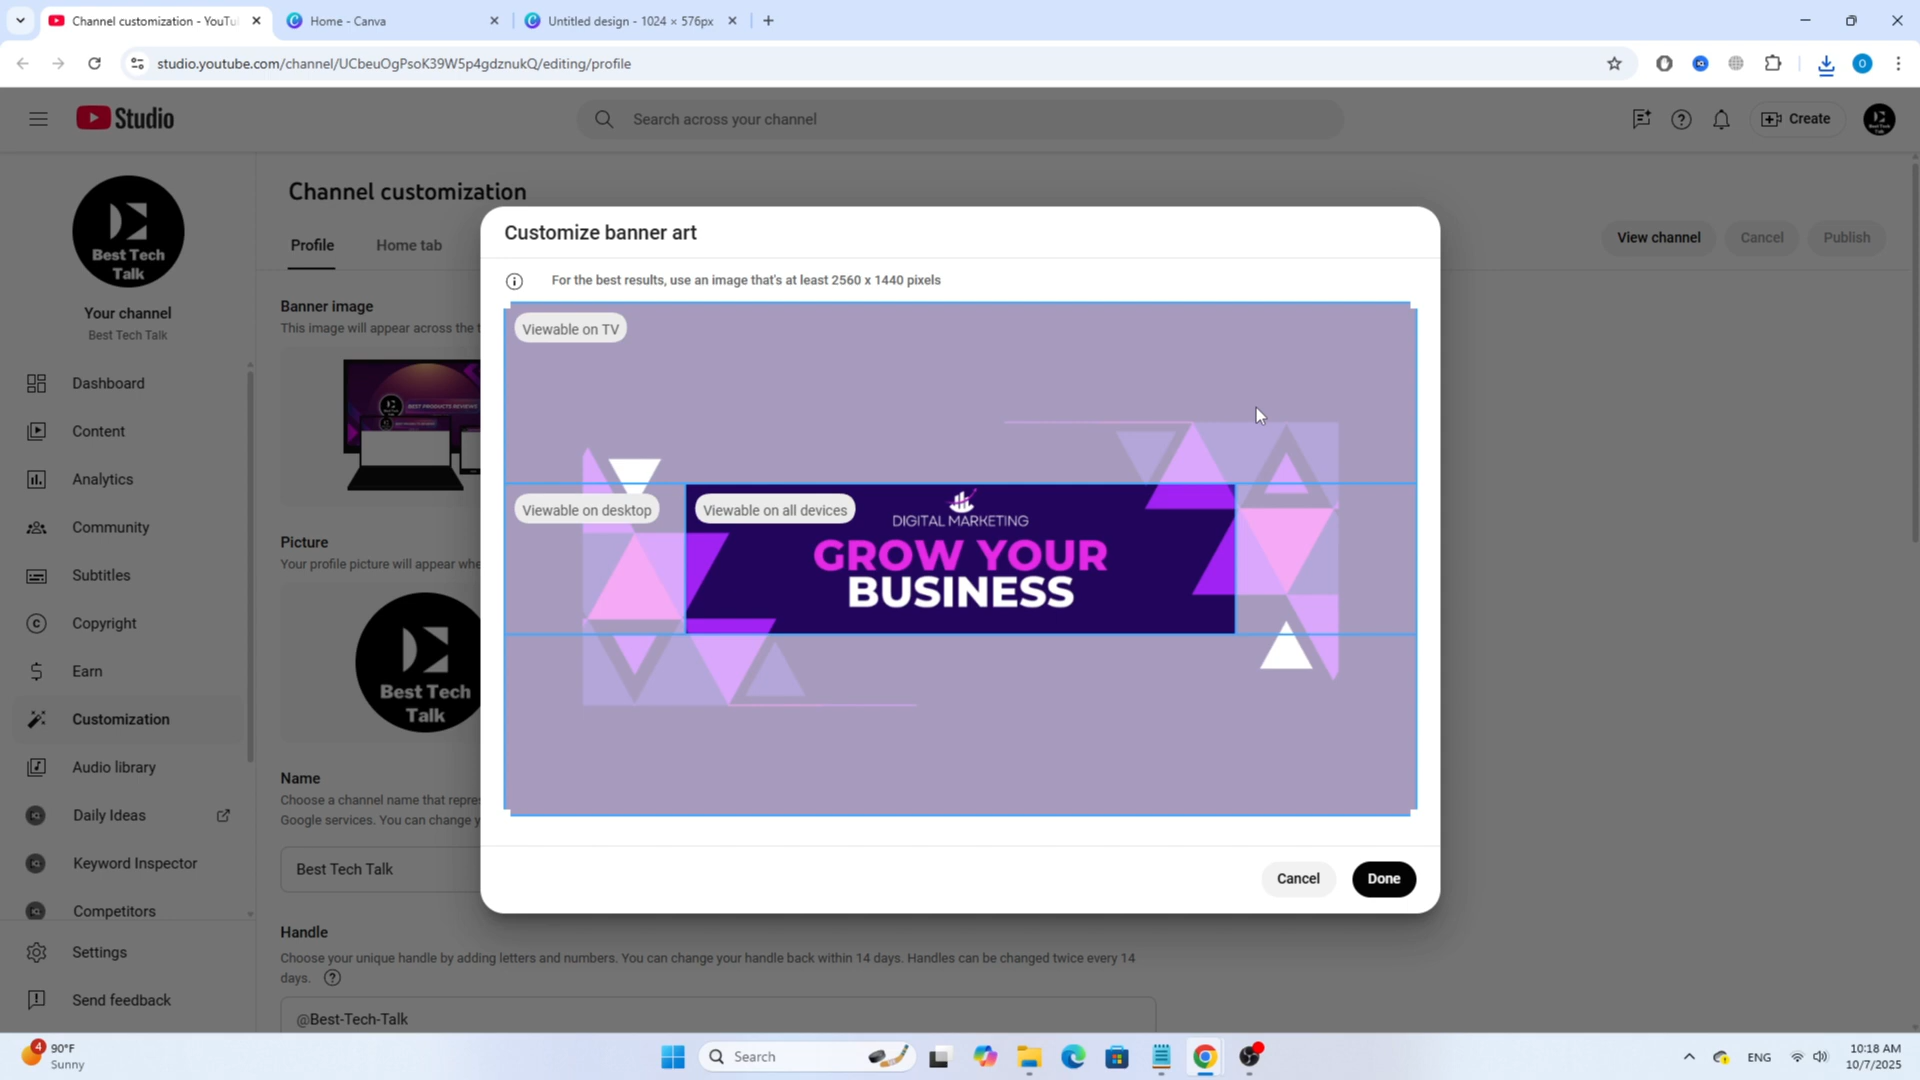 Channel customization - YouTu
Home - Canva
Untitled design - 1024 × 576px
studio.youtube.com/channel/UCbeuOgPsoK39W5p4gdznukQ/editing/profile
O
Studio
Search across your channel
Create
Best Tech Talk
Your channel
Best Tech Talk
Dashboard
Content
Analytics
Community
Subtitles
Copyright
Earn
Customization
Audio library
Daily Ideas
Keyword Inspector
Competitors
Settings
Send feedback
Channel customization
Profile
Home tab
View channel
Cancel
Publish
Banner image
This image will appear across the t
BEST PRODUCTS REVIEWS
Picture
Your profile picture will appear whe
Best Tech
Talk
Name
Choose a channel name that repre
Google services. You can change y
Best Tech Talk
Handle
Choose your unique handle by adding letters and numbers. You can change your handle back within 14 days. Handles can be changed twice every 14
days.
@Best-Tech-Talk
Customize banner art
For the best results, use an image that's at least 2560 x 1440 pixels
Viewable on TV
Viewable on desktop
Viewable on all devices
DIGITAL MARKETING
GROW YOUR
BUSINESS
Cancel
Done
4
90°F
Sunny
Search
ENG
10:18 AM
10/7/2025